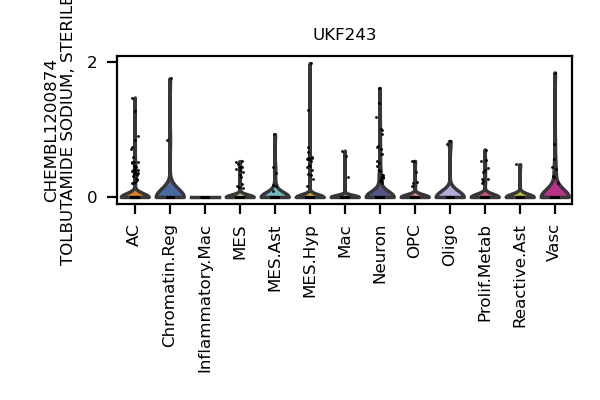 UKF243
CHEMBL1200874
TOLBUTAMIDE SODIUM, STERILE
2
0
AC
Chromatin.Reg
Inflammatory.Mac
MES
MES.Ast
MES.Hyp
Mac
Neuron
OPC
Oligo
Prolif.Metab
Reactive.Ast
Vasc